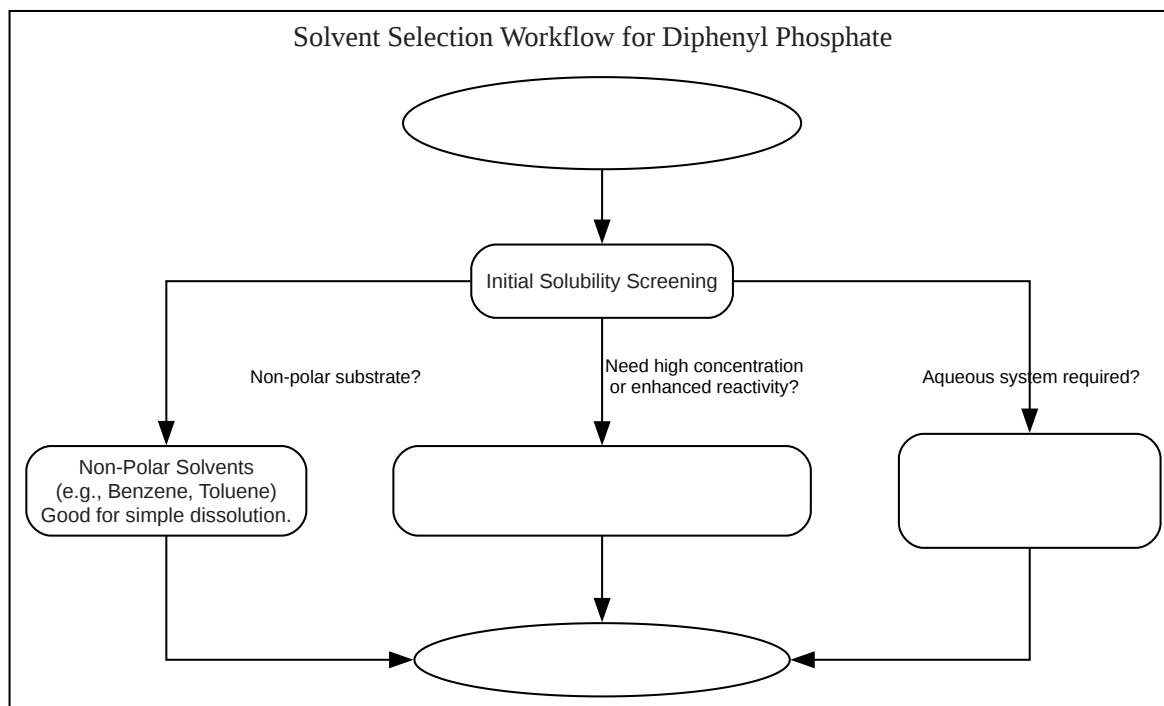 Solvent Selection Workflow for Diphenyl Phosphate
Initial Solubility Screening
Non-polar substrate?
Need high concentration
or enhanced reactivity?
Aqueous system required?
Non-Polar Solvents
(e.g., Benzene, Toluene)
Good for simple dissolution.